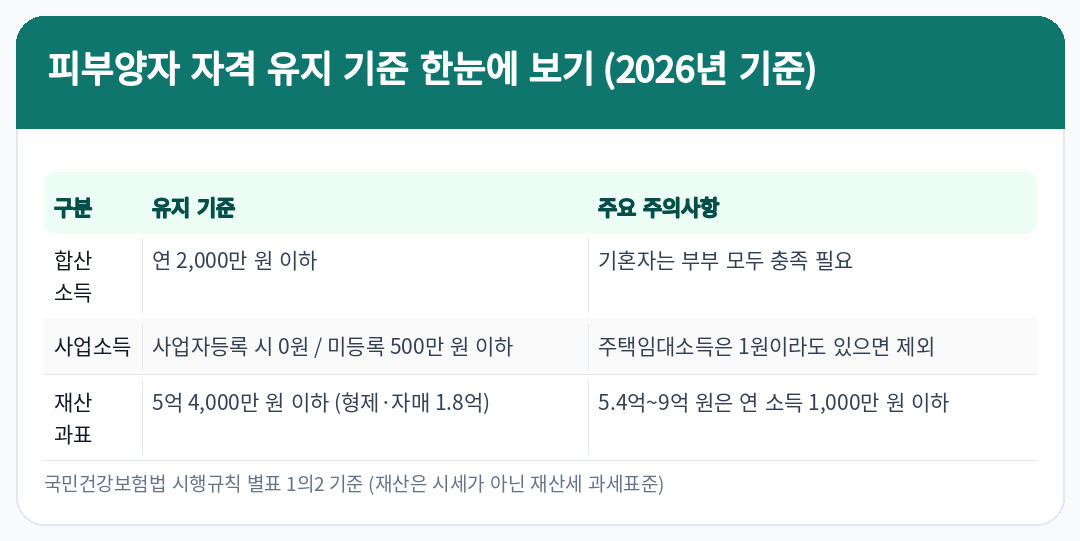 피부양자 자격 유지 기준 한눈에 보기 (2026년 기준)
구분 유지 기준 주요 주의사항
합산 연 2,000만 원 이하 기혼자는 부부 모두 충족 필요
소득
사업소득 사업자등록 시 0원 / 미등록 500만 원 이하 주택임대소득은 1원이라도 있으면 제외
재산 5억 4,000만 원 이하 (형제·자매 1.8억) 5.4억~9억 원은 연 소득 1,000만 원 이하
과표
국민건강보험법 시행규칙 별표 1의2 기준 (재산은 시세가 아닌 재산세 과세표준)